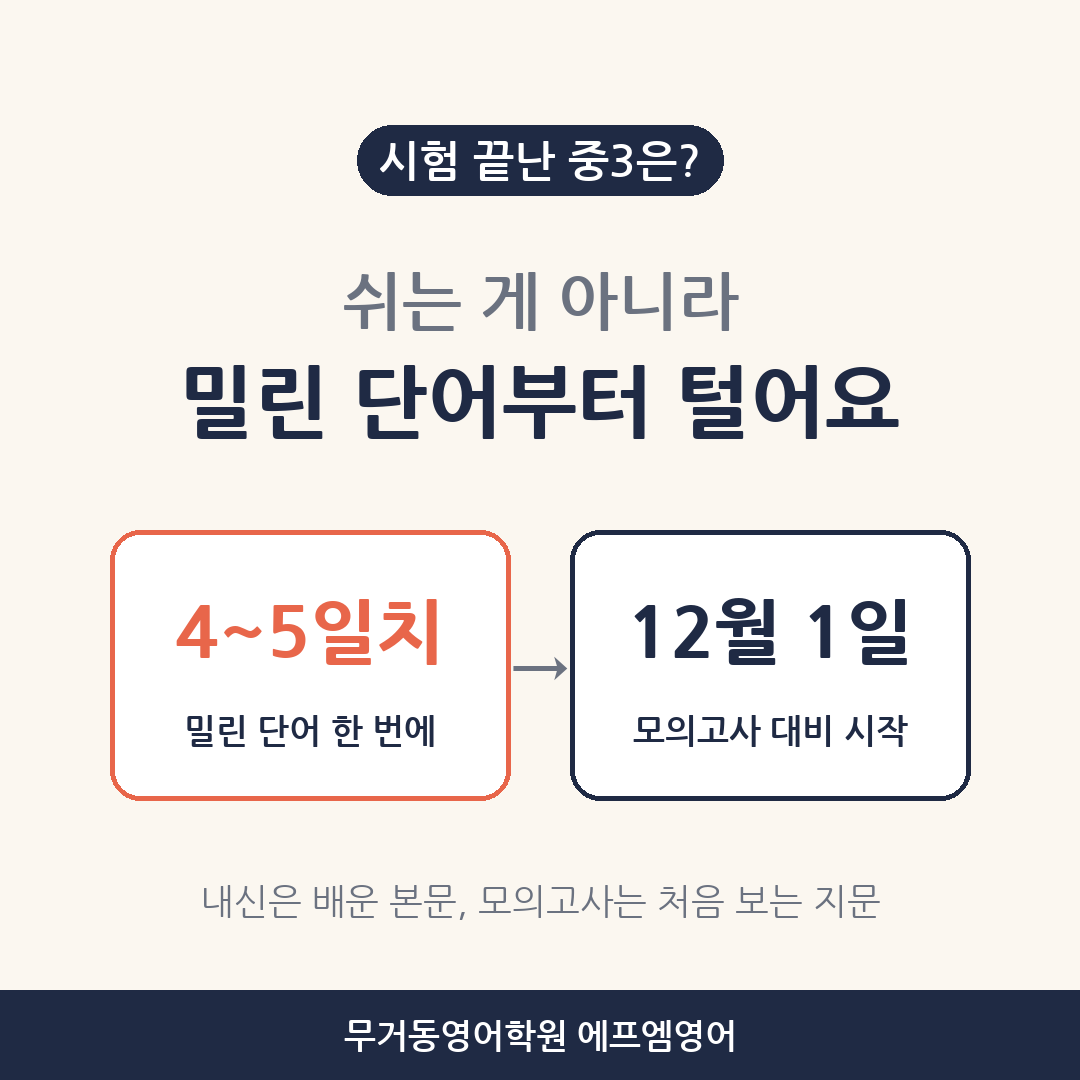 시험 끝난 중3은?
쉬는 게 아니라
밀린 단어부터 털어요
4~5일치
밀린 단어 한 번에
→
12월 1일
모의고사 대비 시작
내신은 배운 본문, 모의고사는 처음 보는 지문
무거동영어학원 에프엠영어